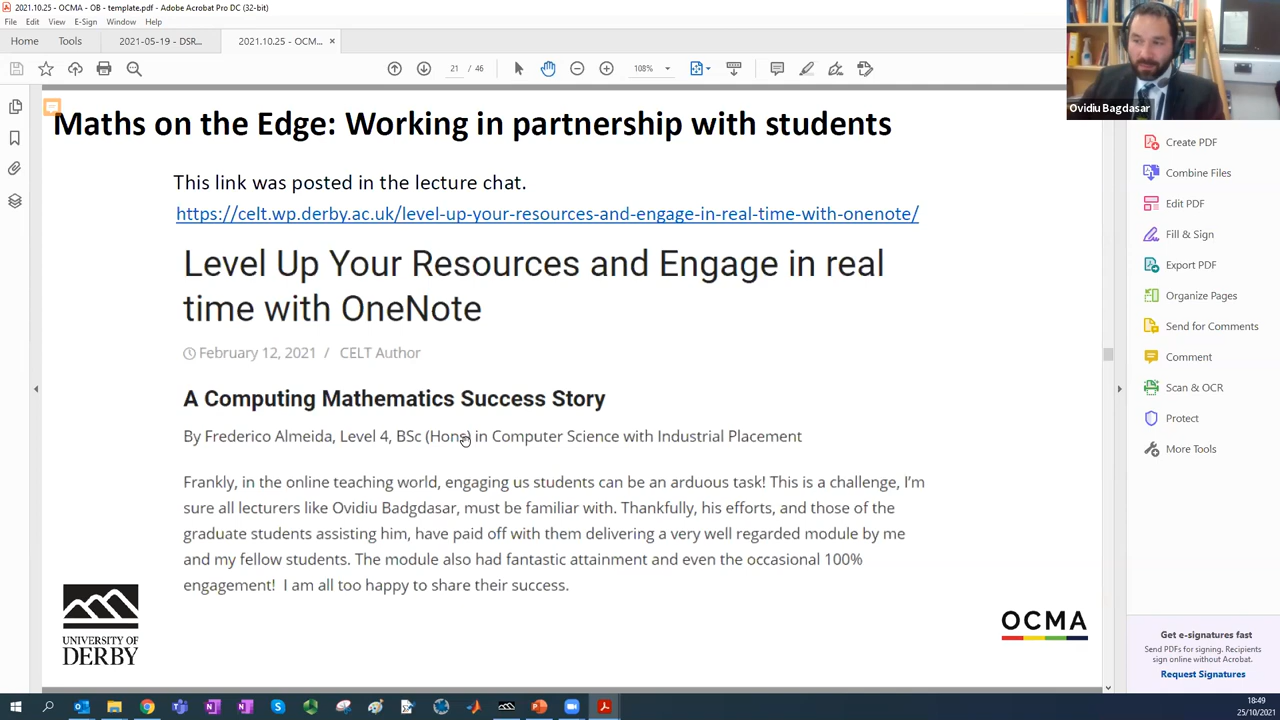 2021.10.25 - OCMA - OB - template.pdf - Adobe Acrobat Pro DC (32-bit)
File Edit View E-Sign Window Help
Home Tools 2021-05-19 - DSR... 2021.10.25 - OCM... ×
21 / 46 108%
Ovidiu Bagdasar
Maths on the Edge: Working in partnership with students
This link was posted in the lecture chat.
https://celt.wp.derby.ac.uk/level-up-your-resources-and-engage-in-real-time-with-onenote/
Level Up Your Resources and Engage in real
time with OneNote
February 12, 2021 / CELT Author
A Computing Mathematics Success Story
By Frederico Almeida, Level 4, BSc (Hons) in Computer Science with Industrial Placement
Frankly, in the online teaching world, engaging us students can be an arduous task! This is a challenge, I'm
sure all lecturers like Ovidiu Badgdasar, must be familiar with. Thankfully, his efforts, and those of the
graduate students assisting him, have paid off with them delivering a very well regarded module by me
and my fellow students. The module also had fantastic attainment and even the occasional 100%
engagement! I am all too happy to share their success.
UNIVERSITY OF
DERBY
OCMA
Create PDF
Combine Files
Edit PDF
Fill & Sign
Export PDF
Organize Pages
Send for Comments
Comment
Scan & OCR
Protect
More Tools
Get e-signatures fast
Send PDFs for signing. Recipients
sign online without Acrobat.
Request Signatures
18:49
25/10/2021